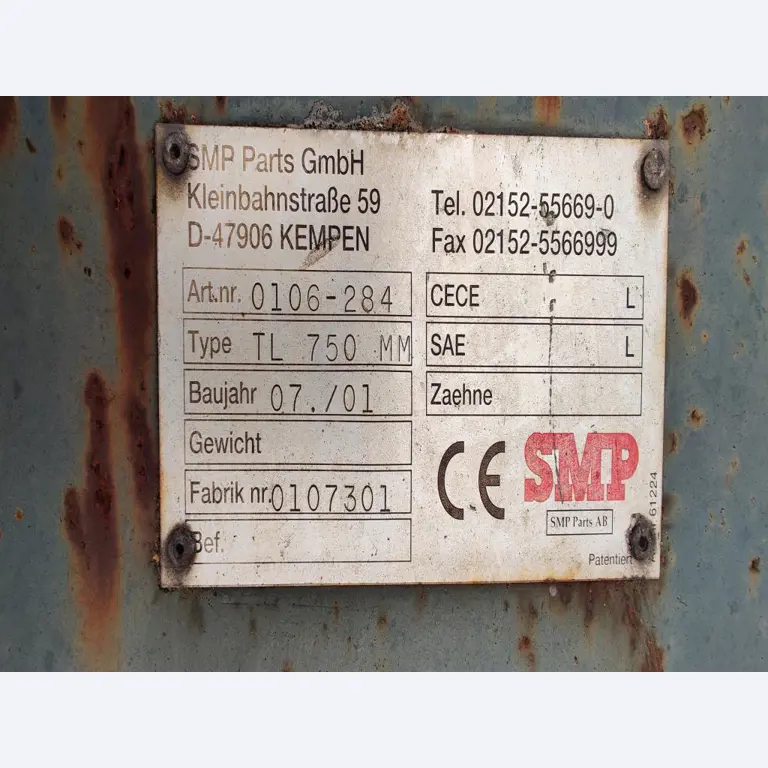 SMP Parts GmbH
Kleinbahnstraße 59
D-47906 KEMPEN
Tel. 02152-55669-0
Fax 02152-5566999
Art.nr. 0106-284
Type TL 750 MM
Baujahr 07./01
Gewicht
Fabrik nr. 0107301
Bef.
CECE L
SAE L
Zaehne
CE SMP
SMP Parts AB
Patentiert
61224